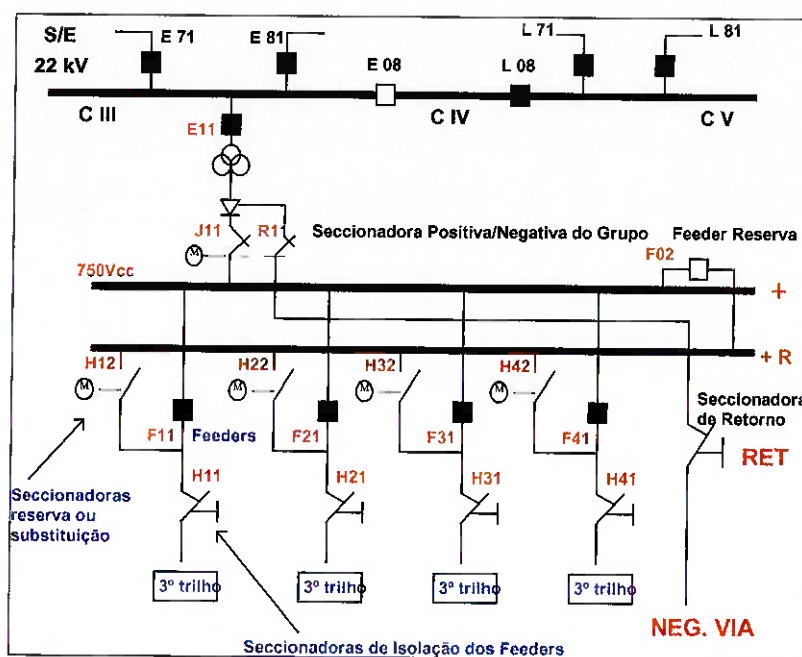 S/E
22 kV
E 71
E 81
L 71
L 81
E 08
L 08
C III
C IV
C V
E11
J11
R11
Seccionadora Positiva/Negativa do Grupo
Feeder Reserva
F02
M
750Vcc
+
+ R
H12
H22
H32
H42
M
M
M
M
Seccionadora
de Retorno
RET
F11
Feeders
F21
F31
F41
H11
H21
H31
H41
Seccionadoras
reserva ou
substituição
3º trilho
3º trilho
3º trilho
3º trilho
NEG. VIA
Seccionadoras de Isolação dos Feeders